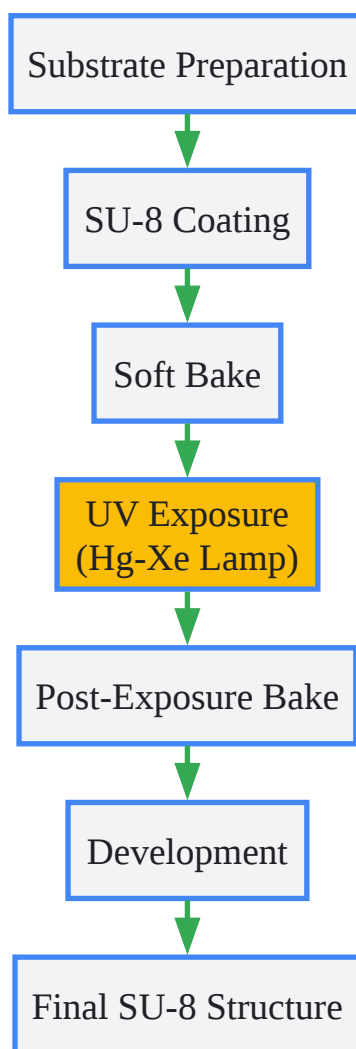 Substrate Preparation
SU-8 Coating
Soft Bake
UV Exposure
(Hg-Xe Lamp)
Post-Exposure Bake
Development
Final SU-8 Structure